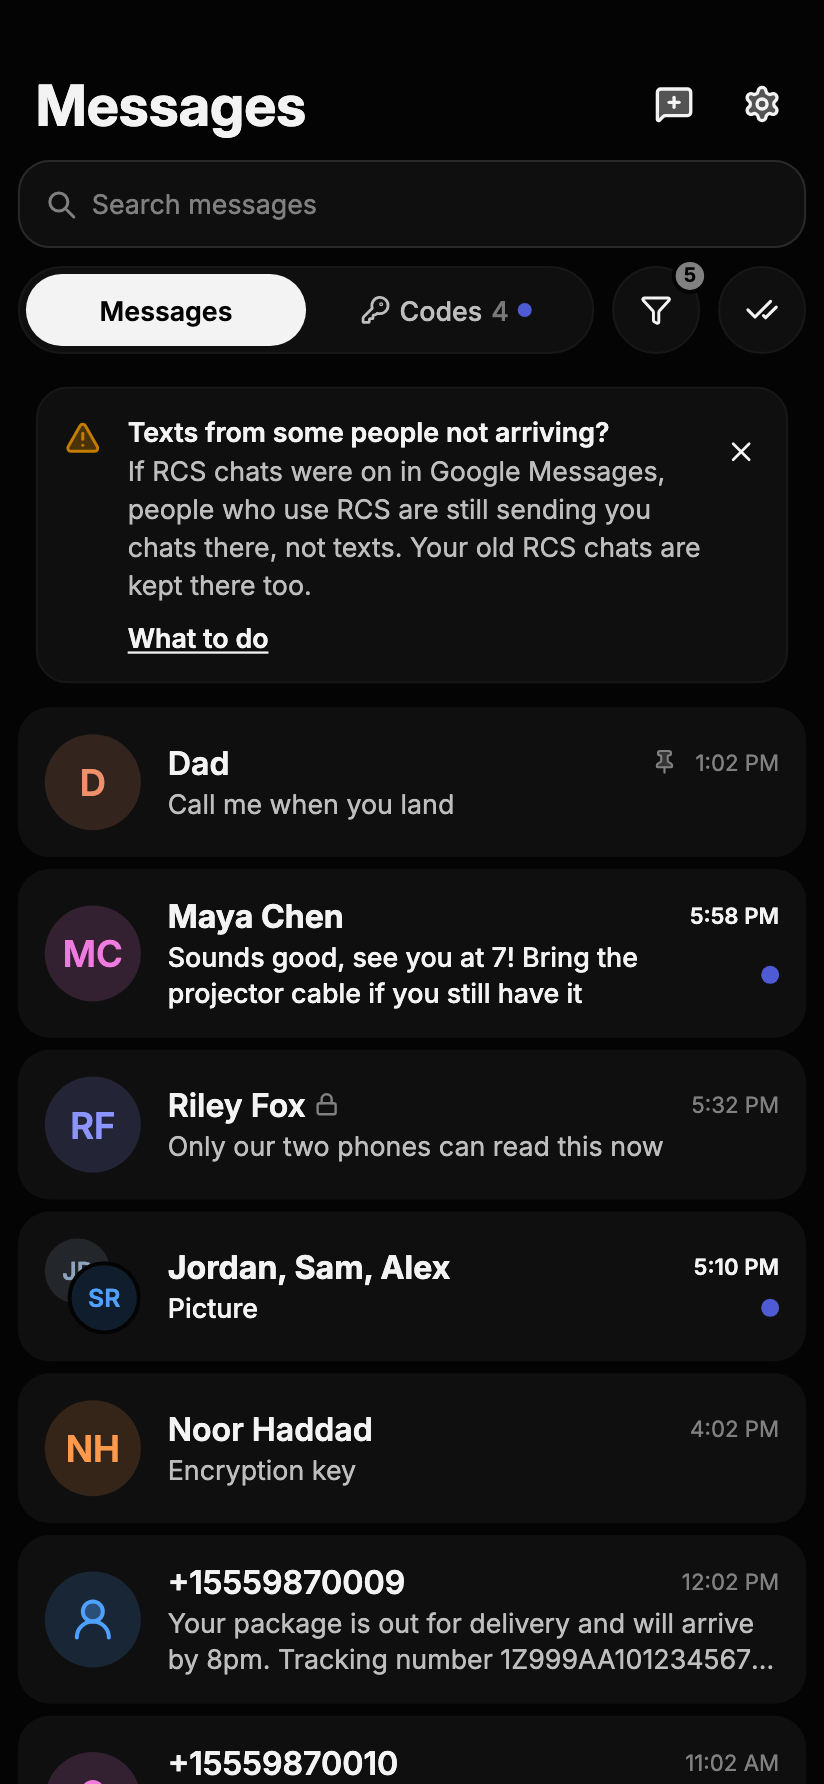 Messages
Search messages
Messages
Codes 4
5
Texts from some people not arriving?
If RCS chats were on in Google Messages,
people who use RCS are still sending you
chats there, not texts. Your old RCS chats are
kept there too.
What to do
D
Dad
1:02 PM
Call me when you land
MC
Maya Chen
5:58 PM
Sounds good, see you at 7! Bring the
projector cable if you still have it
RF
Riley Fox
5:32 PM
Only our two phones can read this now
SR
Jordan, Sam, Alex
5:10 PM
Picture
NH
Noor Haddad
4:02 PM
Encryption key
+15559870009
12:02 PM
Your package is out for delivery and will arrive
by 8pm. Tracking number 1Z999AA101234567...
+15559870010
11:02 AM